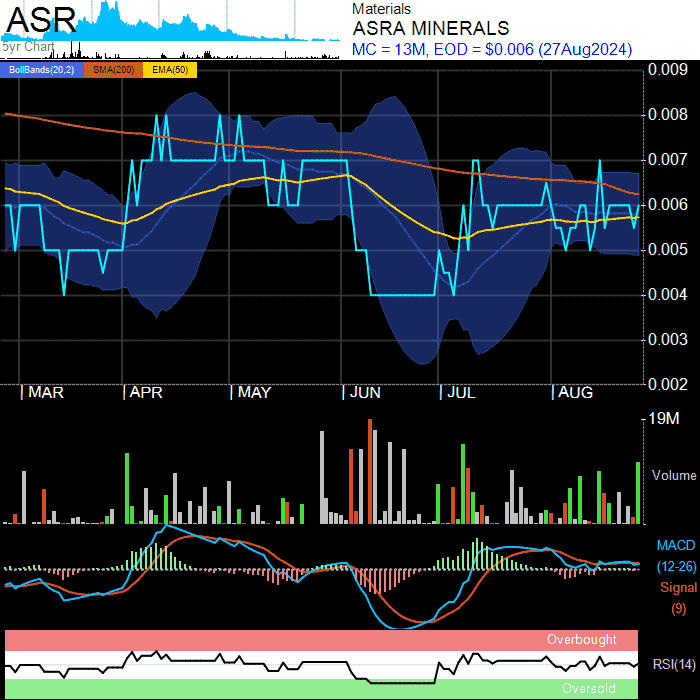 ASR
5yr Chart
Materials
ASRA MINERALS
MC = 13M, EOD = $0.006 (27Aug2024)
BollBands(20,2) SMA(200) EMA(50)
0.009
0.008
0.007
0.006
0.005
0.004
0.003
0.002
MAR APR MAY JUN JUL AUG
19M
Volume
MACD
(12-26)
Signal
(9)
Overbought
RSI(14)
Oversold